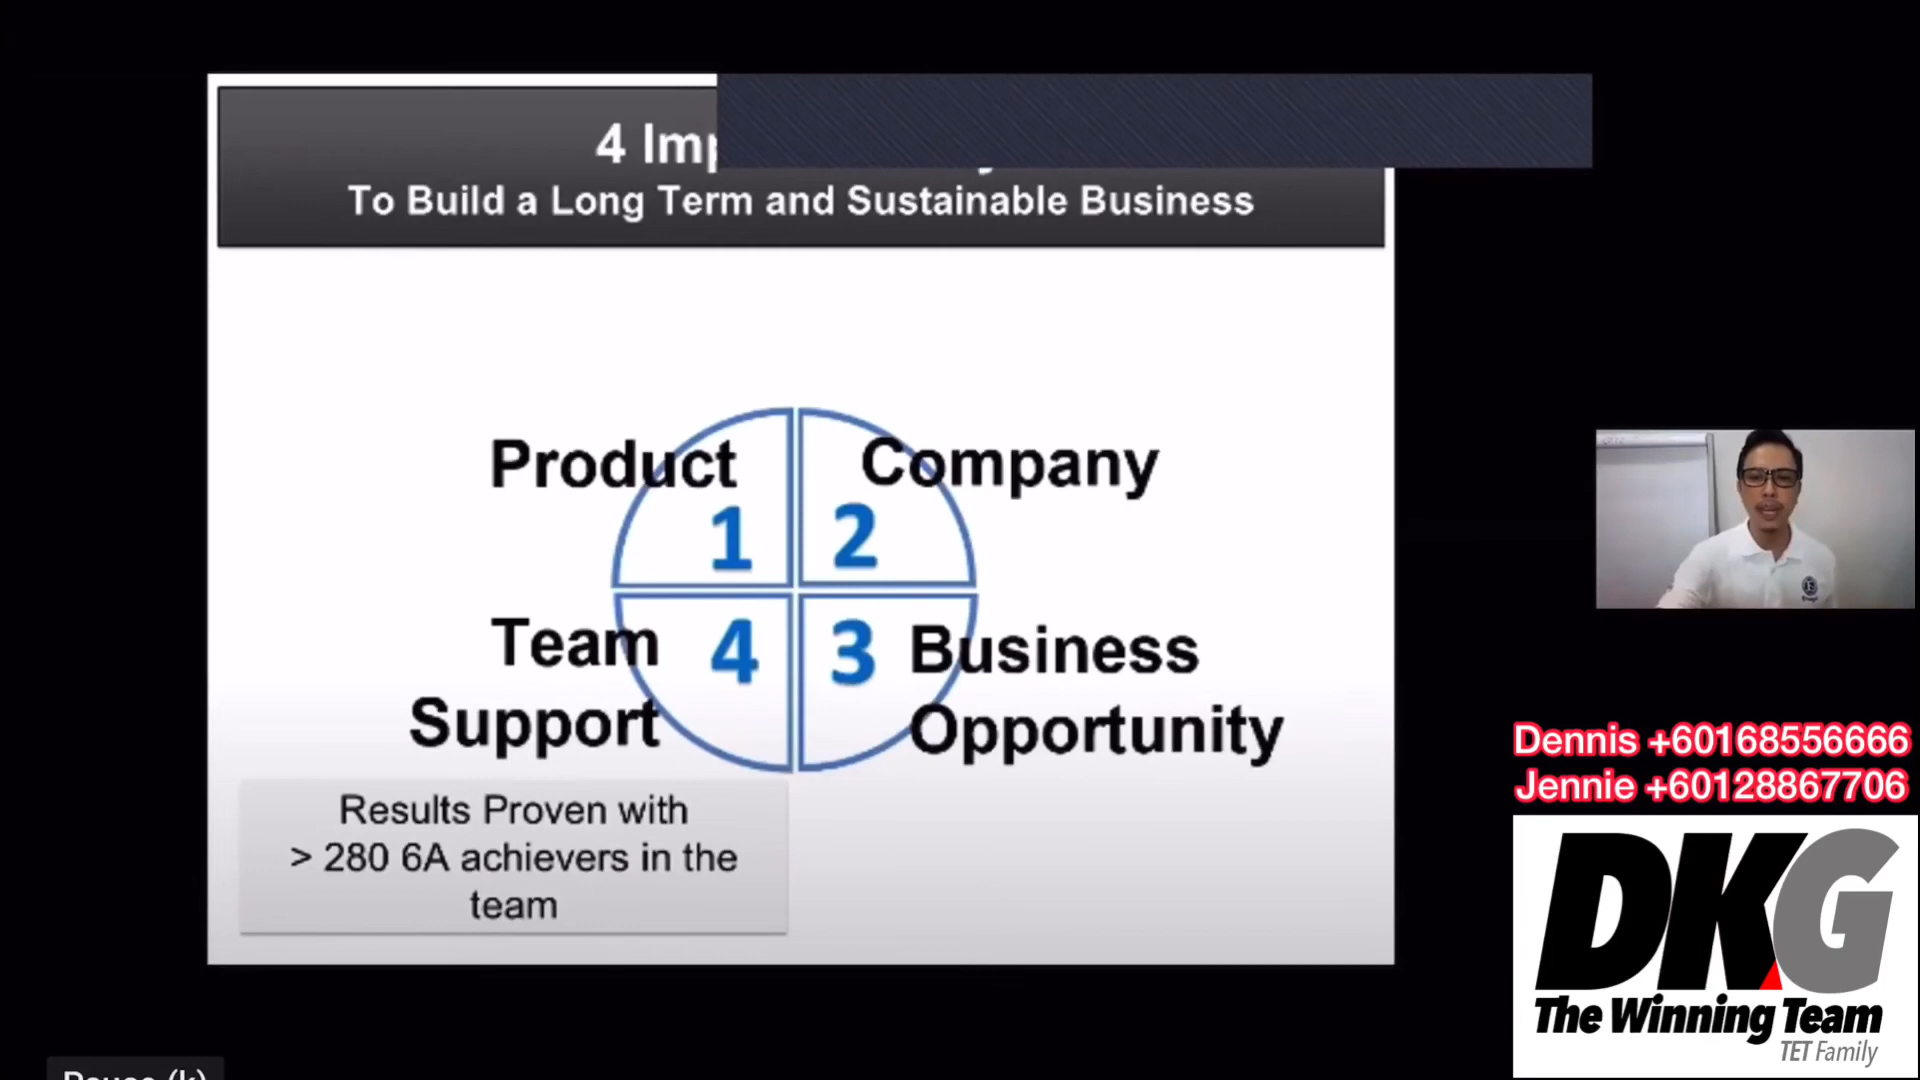 4
To Build a Long Term and Sustainable Business
Product
Company
1
2
Team
Support
4
3
Business
Opportunity
Results Proven with
> 280 6A achievers in the
team
Dennis +60168556666
Jennie +60128867706
DKG
The Winning Team
TET Family
Pause (k)